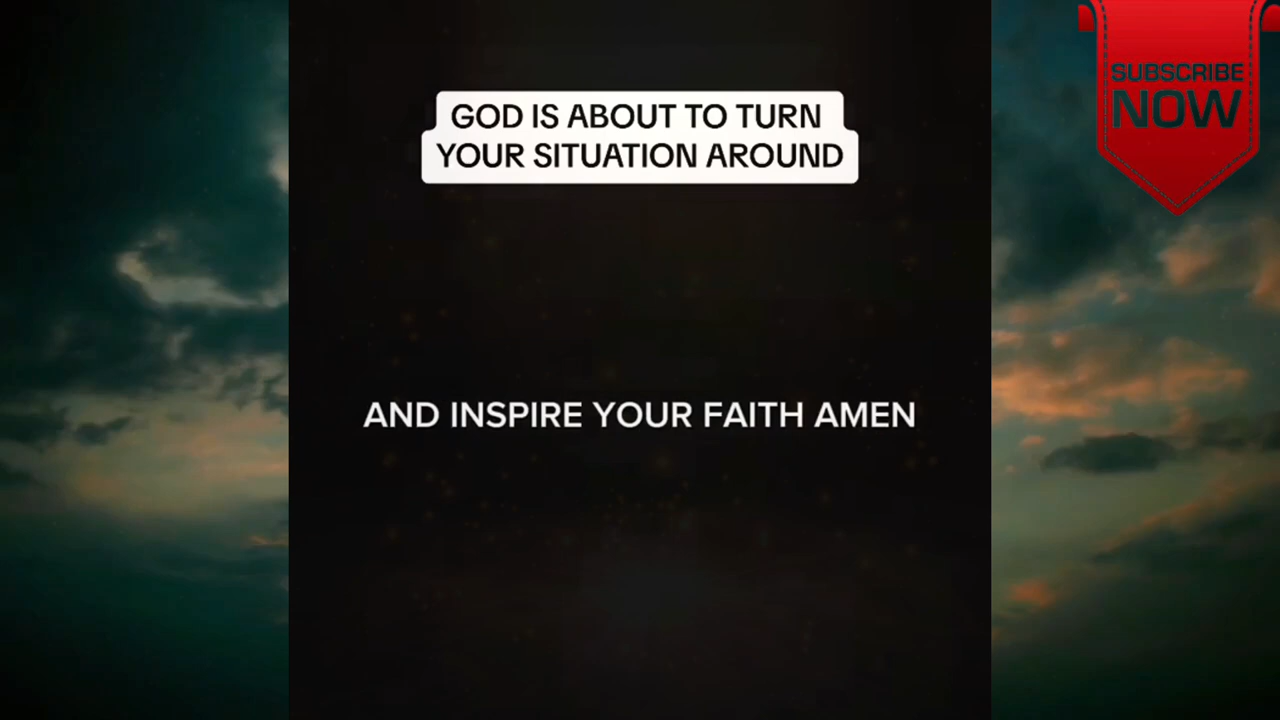 GOD IS ABOUT TO TURN
YOUR SITUATION AROUND
SUBSCRIBE
NOW
AND INSPIRE YOUR FAITH AMEN